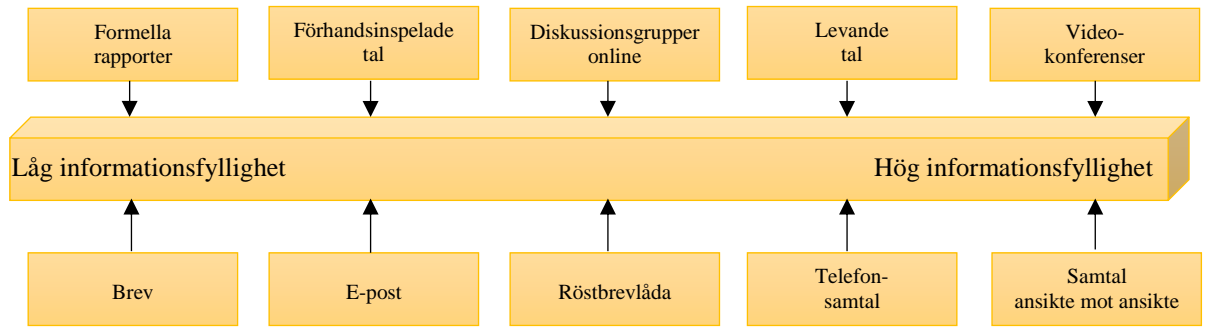 Formella
rapporter
Förhandsinspelade
tal
Diskussionsgrupper
online
Levande
tal
Video-
konferenser
Låg informationsfyllighet
Hög informationsfyllighet
Brev
E-post
Röstbrevlåda
Telefon-
samtal
Samtal
ansikte mot ansikte